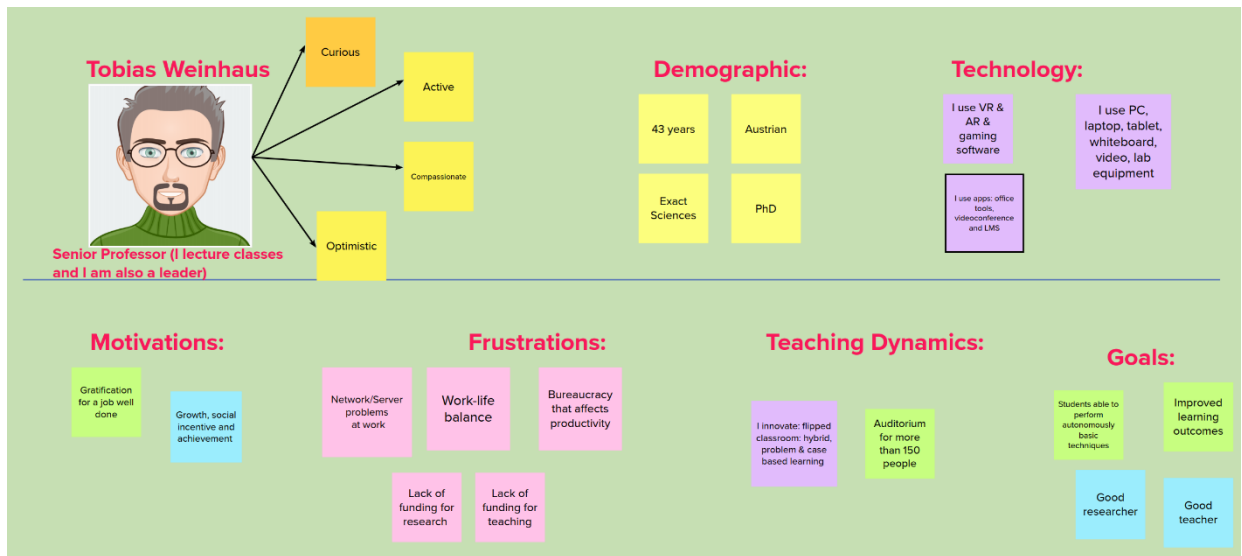 Tobias Weinhaus
Curious
Active
Compassionate
Optimistic
Senior Professor (I lecture classes
and I am also a leader)
Demographic:
43 years
Austrian
Exact
Sciences
PhD
Technology:
I use VR &
AR &
gaming
software
I use PC,
laptop, tablet,
whiteboard,
video, lab
equipment
I use apps: office
tools,
videoconference
and LMS
Motivations:
Gratification
for a job well
done
Growth, social
incentive and
achievement
Frustrations:
Network/Server
problems
at work
Work-life
balance
Bureaucracy
that affects
productivity
Lack of
funding for
research
Lack of
funding for
teaching
Teaching Dynamics:
I innovate: flipped
classroom: hybrid,
problem & case
based learning
Auditorium
for more
than 150
people
Goals:
Students able to
perform
autonomously
basic
techniques
Improved
learning
outcomes
Good
researcher
Good
teacher